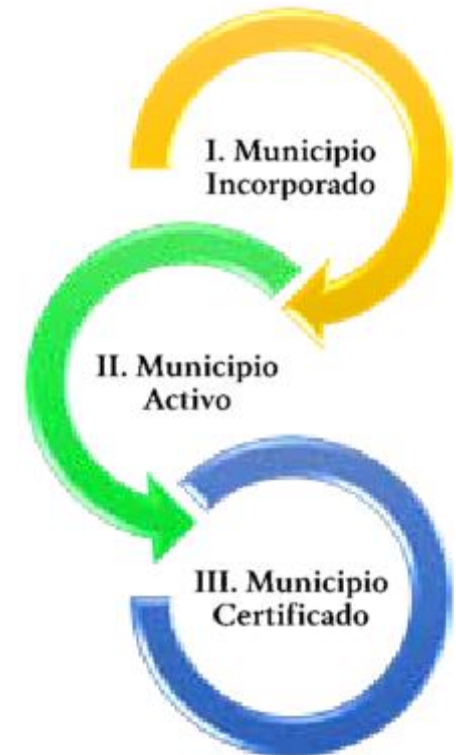 I. Municipio
Incorporado
II. Municipio
Activo
III. Municipio
Certificado